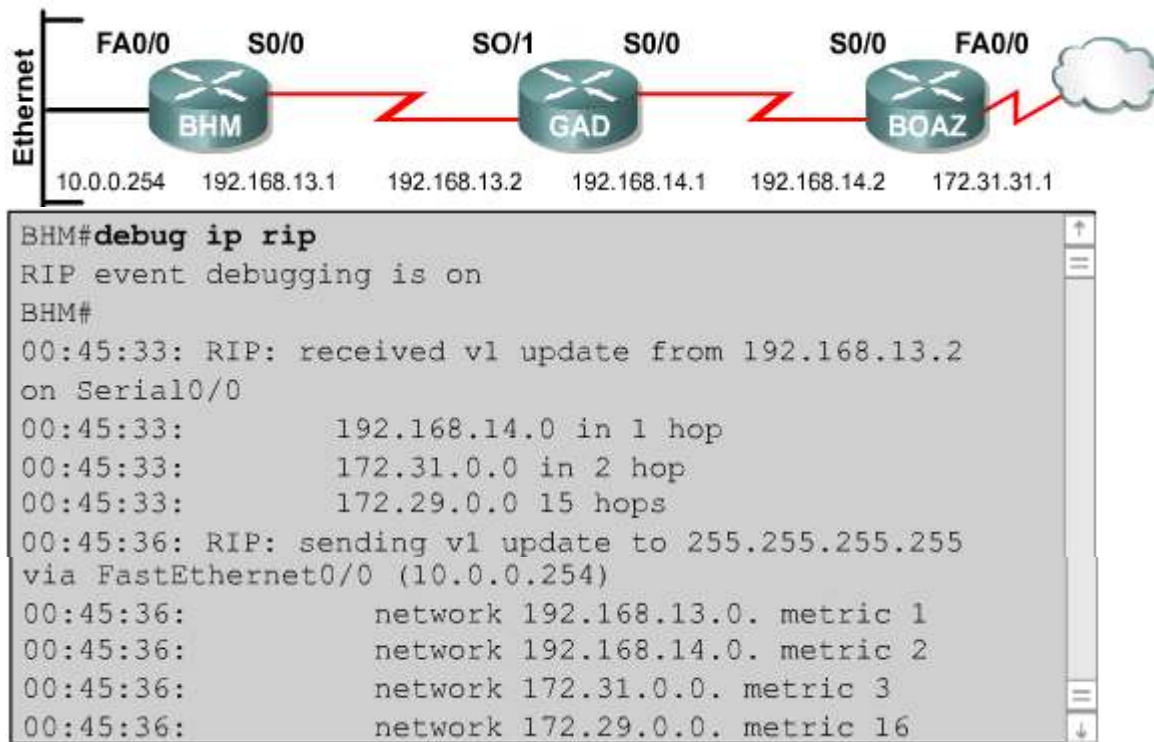 FA0/0 S0/0 SO/1 S0/0 S0/0 FA0/0
Ethernet
BHM GAD BOAZ
10.0.0.254 192.168.13.1 192.168.13.2 192.168.14.1 192.168.14.2 172.31.31.1
BHM#debug ip rip
RIP event debugging is on
BHM#
00:45:33: RIP: received v1 update from 192.168.13.2
on Serial0/0
00:45:33: 192.168.14.0 in 1 hop
00:45:33: 172.31.0.0 in 2 hop
00:45:33: 172.29.0.0 15 hops
00:45:36: RIP: sending v1 update to 255.255.255.255
via FastEthernet0/0 (10.0.0.254)
00:45:36: network 192.168.13.0. metric 1
00:45:36: network 192.168.14.0. metric 2
00:45:36: network 172.31.0.0. metric 3
00:45:36: network 172.29.0.0. metric 16